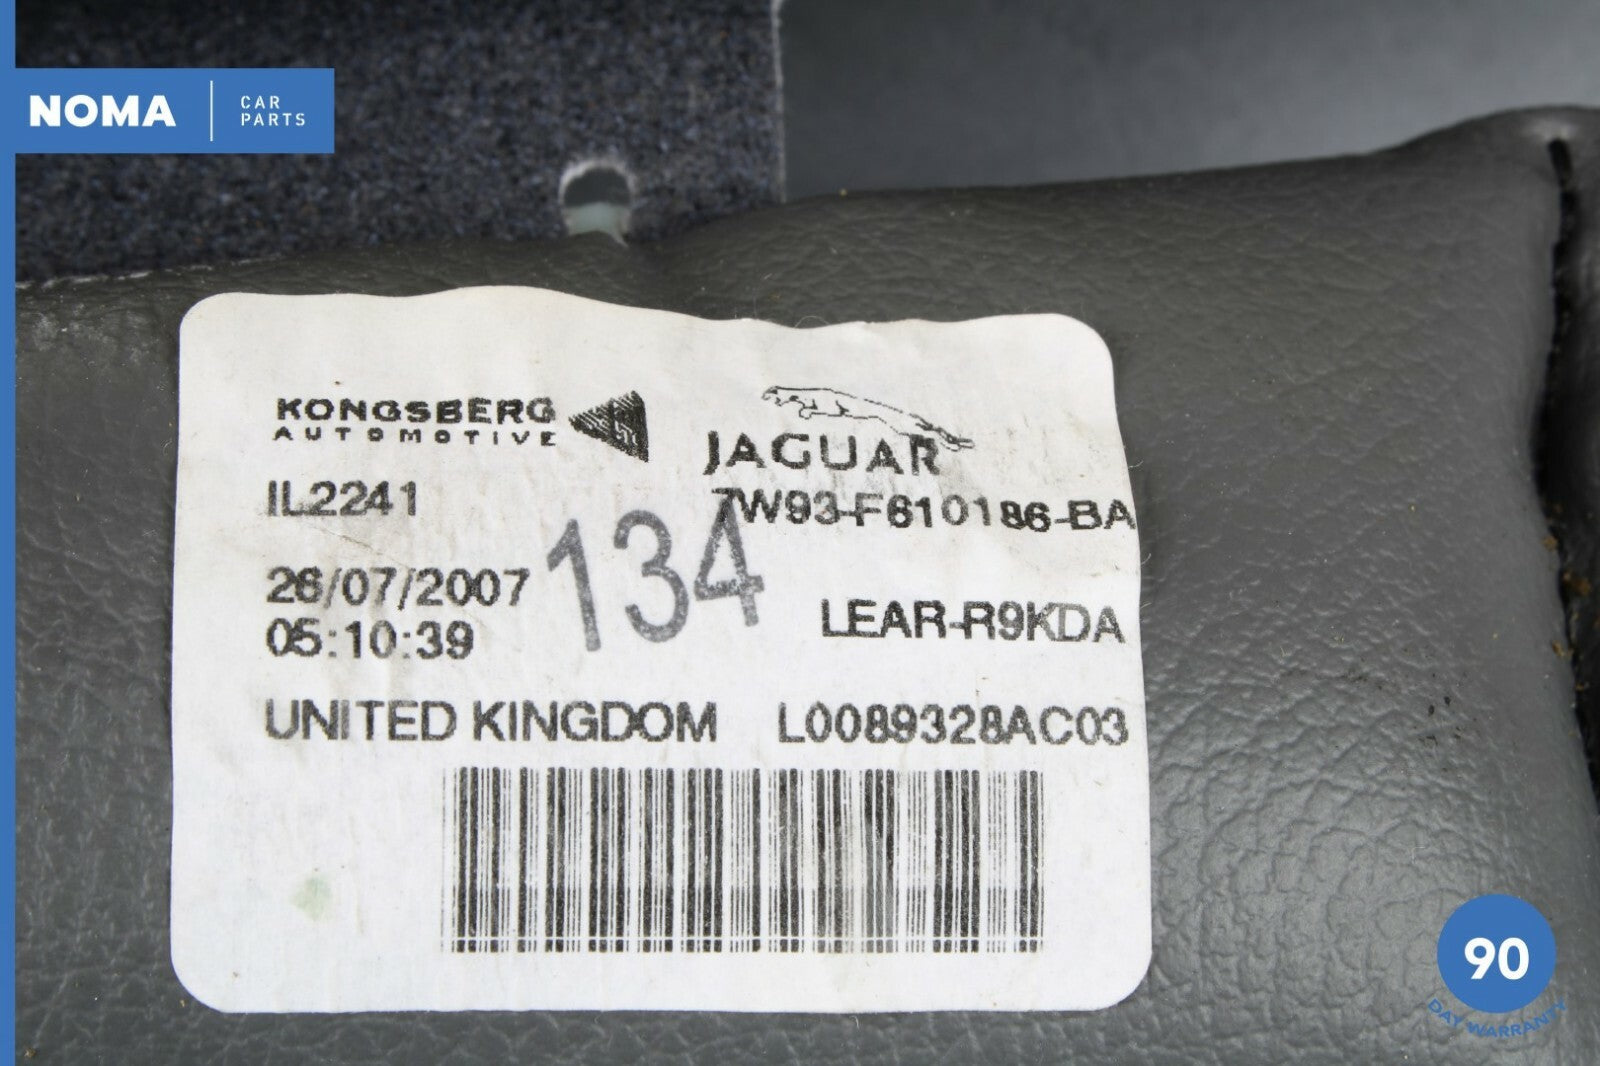 NOMA
CAR
PARTS
KONGSBERG
AUTOMOTIVE
JAGUAR
IL2241
7W93-F610186-BA
134
26/07/2007
05:10:39
LEAR-R9KDA
UNITED KINGDOM
L0089328AC03
90
DAY WARRANTY